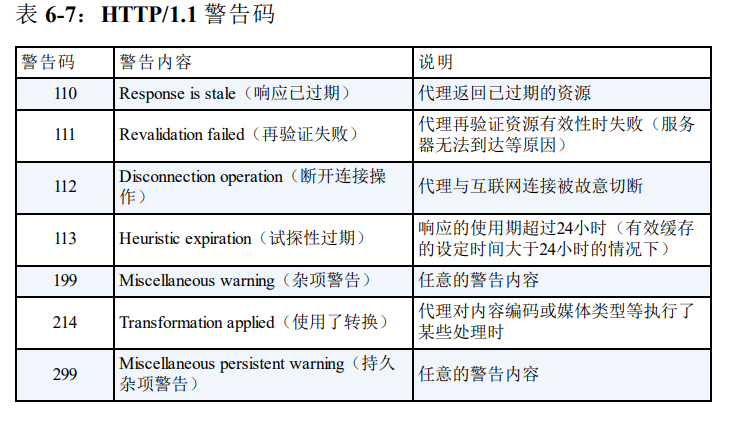 表 6-7：HTTP/1.1 警告码
警告码 警告内容 说明
110 Response is stale（响应已过期） 代理返回已过期的资源
111 Revalidation failed（再验证失败） 代理再验证资源有效性时失败（服务
器无法到达等原因）
112 Disconnection operation（断开连接操
作） 代理与互联网连接被故意切断
113 Heuristic expiration（试探性过期） 响应的使用期超过24小时（有效缓存
的设定时间大于24小时的情况下）
199 Miscellaneous warning（杂项警告） 任意的警告内容
214 Transformation applied（使用了转换） 代理对内容编码或媒体类型等执行了
某些处理时
299 Miscellaneous persistent warning（持久
杂项警告） 任意的警告内容